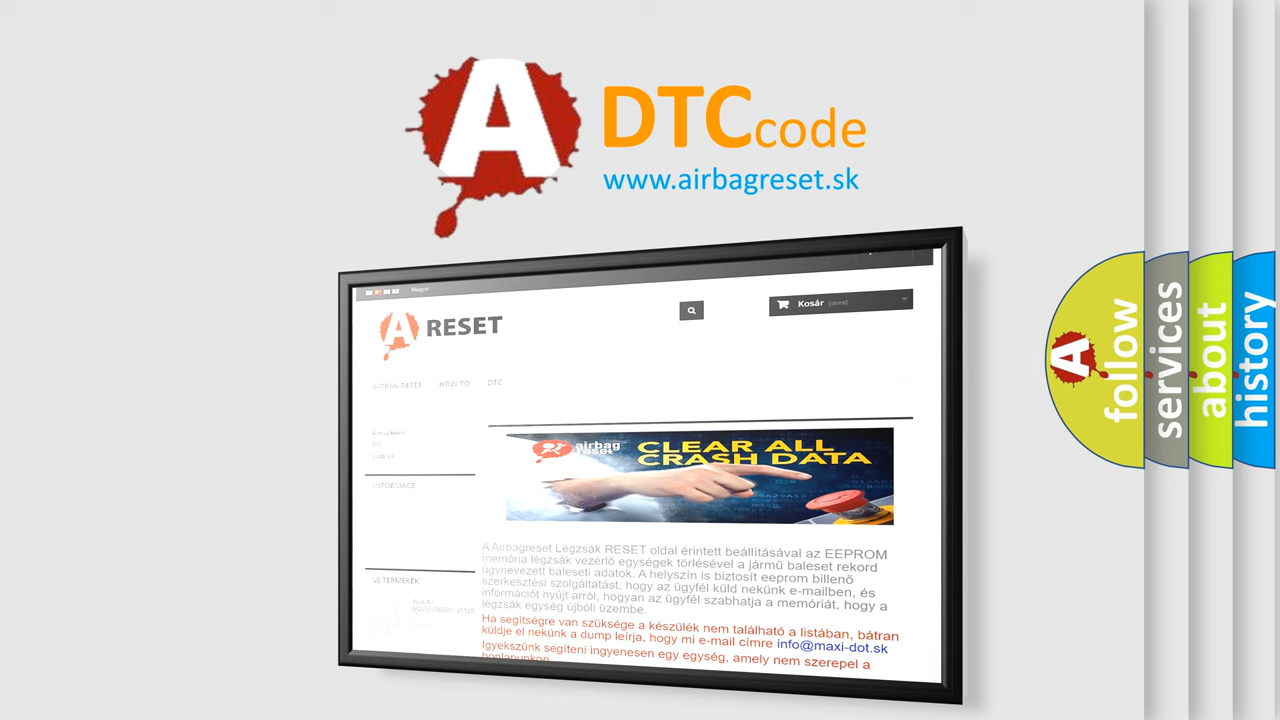 A DTCcode
www.airbagreset.sk
Magyar
A RESET
Kosár (üres)
AIRBAG RESET HOW TO DTC
INFORMACE
ÚJ TERMÉKEK
airbag
reset
CLEAR ALL
CRASH DATA
A Airbagreset Légzsák RESET oldal érintett beállításával az EEPROM
memória légzsák vezérlő egységek törlésével a jármű baleset rekord
úgynevezett baleseti adatok. A helyszín is biztosít eeprom billenő
szerkesztési szolgáltatást, hogy az ügyfél küld nekünk e-mailben, és
információt nyújt arról, hogyan az ügyfél szabhatja a memóriát, hogy a
légzsák egység újbóli üzembe.
Ha segítségre van szüksége a készülék nem található a listában, bátran
küldje el nekünk a dump leírja, hogy mi e-mail címre info@maxi-dot.sk
Igyekszünk segíteni ingyenesen egy egység, amely nem szerepel a
honlapunkon
A
follow
services
about
history